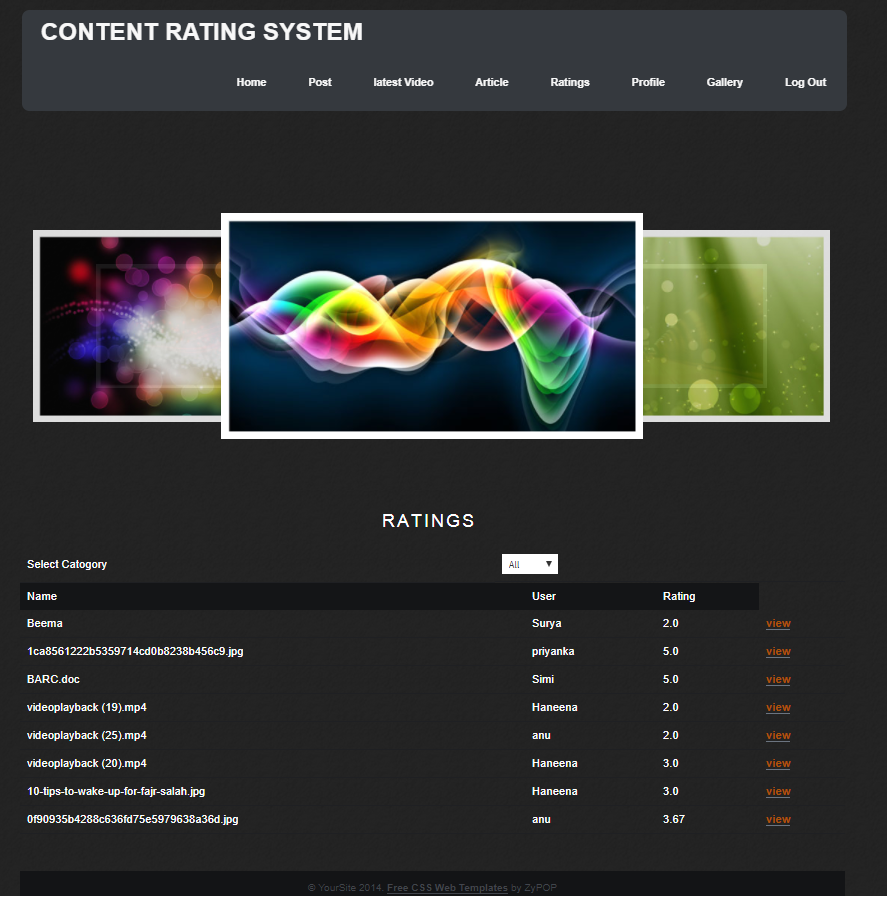 CONTENT RATING SYSTEM
Home Post latest Video Article Ratings Profile Gallery Log Out
RATINGS
Select Catogory All
Name User Rating
Beema Surya 2.0 view
1ca8561222b5359714cd0b8238b456c9.jpg priyanka 5.0 view
BARC.doc Simi 5.0 view
videoplayback (19).mp4 Haneena 2.0 view
videoplayback (25).mp4 anu 2.0 view
videoplayback (20).mp4 Haneena 3.0 view
10-tips-to-wake-up-for-fajr-salah.jpg Haneena 3.0 view
0f90935b4288c636fd75e5979638a36d.jpg anu 3.67 view
© YourSite 2014. Free CSS Web Templates by ZyPOP